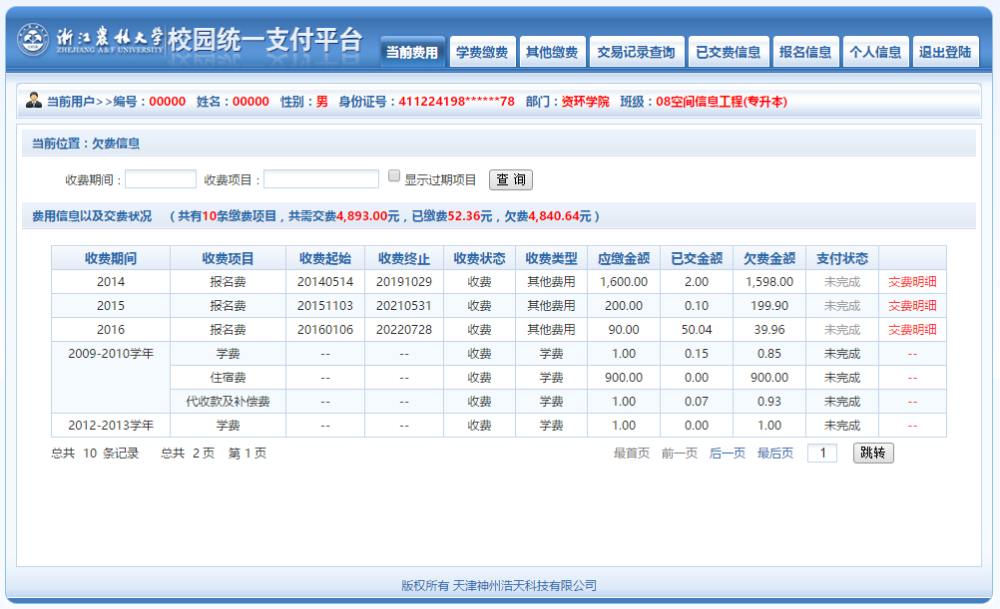 浙江农林大学 校园统一支付平台
ZHEJIANG A&F UNIVERSITY
当前费用 学费缴费 其他缴费 交易记录查询 已交费信息 报名信息 个人信息 退出登陆
当前用户>>编号：00000 姓名：00000 性别：男 身份证号：411224198******78 部门：资环学院 班级：08空间信息工程(专升本)
当前位置：欠费信息
收费期间： 收费项目： 显示过期项目 查 询
费用信息以及交费状况 （共有10条缴费项目，共需交费4,893.00元，已缴费52.36元，欠费4,840.64元）
收费期间 收费项目 收费起始 收费终止 收费状态 收费类型 应缴金额 已交金额 欠费金额 支付状态
2014 报名费 20140514 20191029 收费 其他费用 1,600.00 2.00 1,598.00 未完成 交费明细
2015 报名费 20151103 20210531 收费 其他费用 200.00 0.10 199.90 未完成 交费明细
2016 报名费 20160106 20220728 收费 其他费用 90.00 50.04 39.96 未完成 交费明细
2009-2010学年 学费 -- -- 收费 学费 1.00 0.15 0.85 未完成 --
住宿费 -- -- 收费 学费 900.00 0.00 900.00 未完成 --
代收款及补偿费 -- -- 收费 学费 1.00 0.07 0.93 未完成 --
2012-2013学年 学费 -- -- 收费 学费 1.00 0.00 1.00 未完成 --
总共 10 条记录 总共 2 页 第 1 页 最首页 前一页 后一页 最后页 1 跳转
版权所有 天津神州浩天科技有限公司